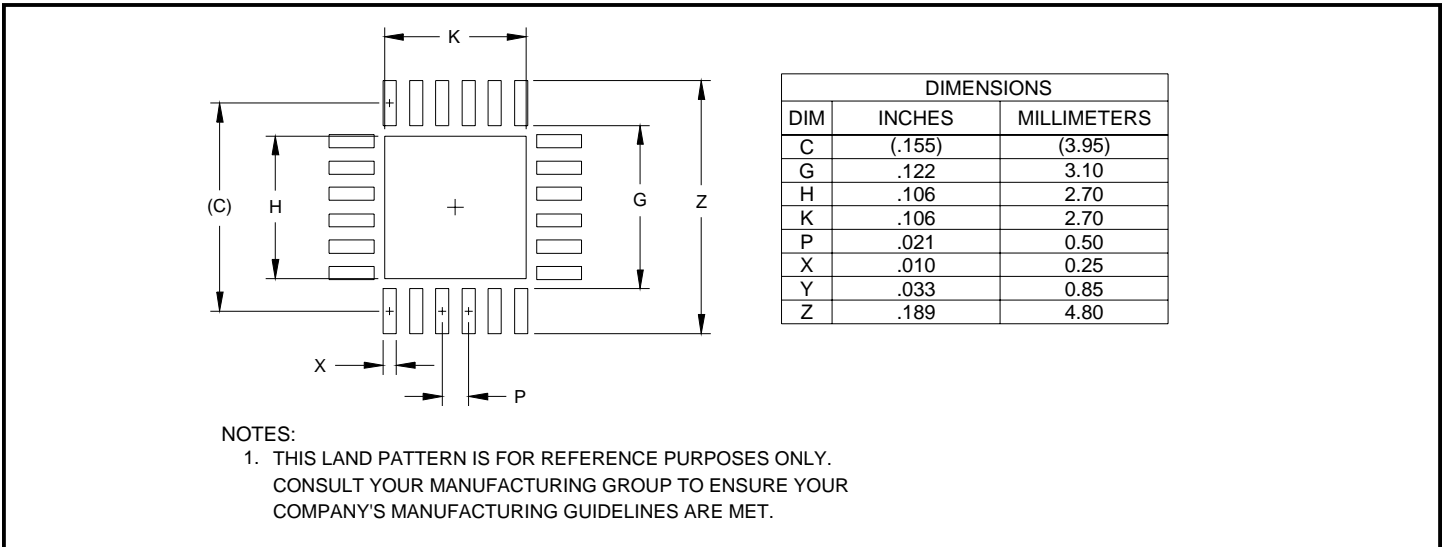 K
(C)
H
G
Z
X
P
DIMENSIONS
DIM INCHES MILLIMETERS
C (.155) (3.95)
G .122 3.10
H .106 2.70
K .106 2.70
P .021 0.50
X .010 0.25
Y .033 0.85
Z .189 4.80
NOTES:
1. THIS LAND PATTERN IS FOR REFERENCE PURPOSES ONLY.
CONSULT YOUR MANUFACTURING GROUP TO ENSURE YOUR
COMPANY'S MANUFACTURING GUIDELINES ARE MET.